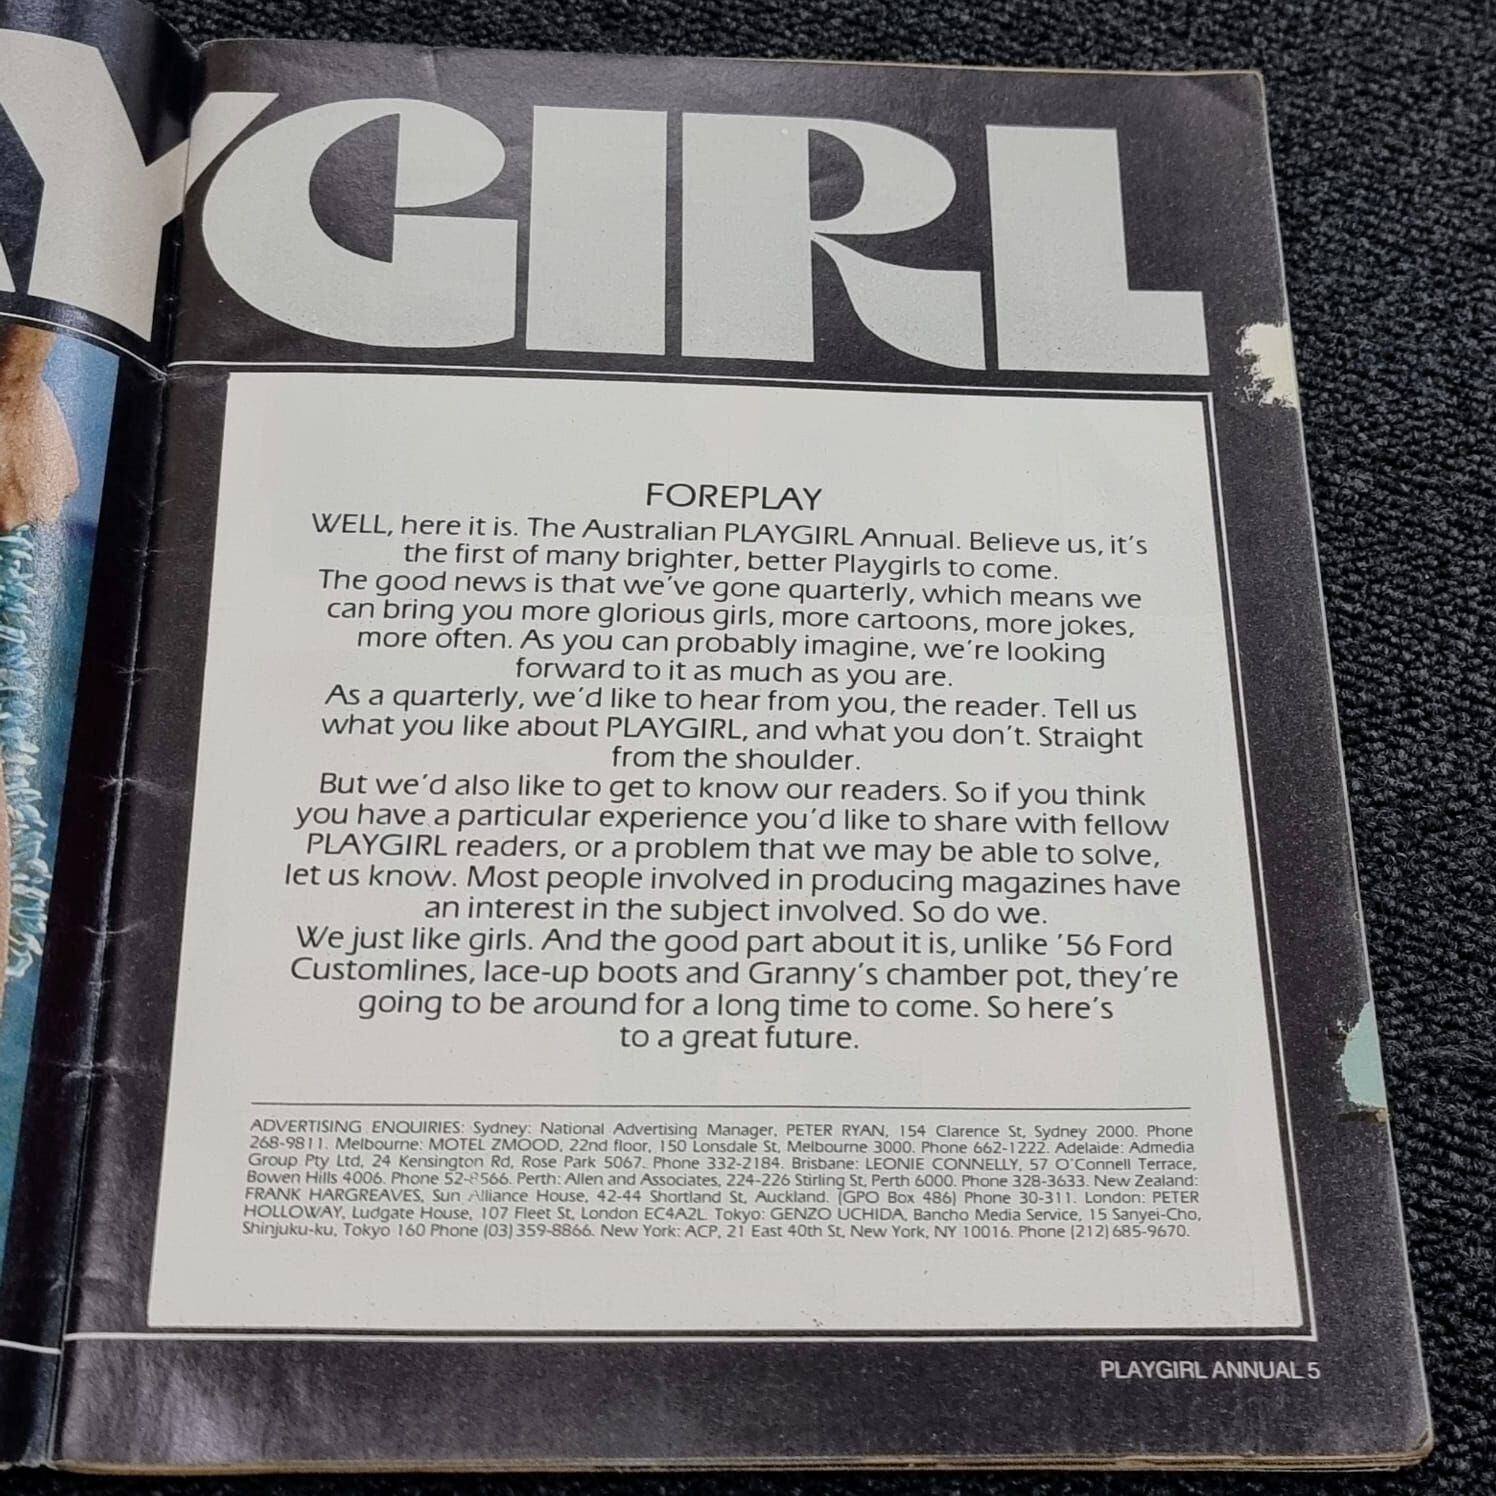 YGIRL
FOREPLAY
WELL, here it is. The Australian PLAYGIRL Annual. Believe us, it's
the first of many brighter, better Playgirls to come.
The good news is that we've gone quarterly, which means we
can bring you more glorious girls, more cartoons, more jokes,
more often. As you can probably imagine, we're looking
forward to it as much as you are.
As a quarterly, we'd like to hear from you, the reader. Tell us
what you like about PLAYGIRL, and what you don't. Straight
from the shoulder.
But we'd also like to get to know our readers. So if you think
you have a particular experience you'd like to share with fellow
PLAYGIRL readers, or a problem that we may be able to solve,
let us know. Most people involved in producing magazines have
an interest in the subject involved. So do we.
We just like girls. And the good part about it is, unlike '56 Ford
Customlines, lace-up boots and Granny's chamber pot, they're
going to be around for a long time to come. So here's
to a great future.
ADVERTISING ENQUIRIES: Sydney: National Advertising Manager, PETER RYAN, 154 Clarence St, Sydney 2000. Phone
268-9811. Melbourne: MOTEL ZMOOD, 22nd floor, 150 Lonsdale St, Melbourne 3000. Phone 662-1222. Adelaide: Admedia
Group Pty Ltd, 24 Kensington Rd, Rose Park 5067. Phone 332-2184. Brisbane: LEONIE CONNELLY, 57 O'Connell Terrace,
Bowen Hills 4006. Phone 52-8566. Perth: Allen and Associates, 224-226 Stirling St, Perth 6000. Phone 328-3633. New Zealand:
FRANK HARGREAVES, Sun Alliance House, 42-44 Shortland St, Auckland. (GPO Box 486) Phone 30-311. London: PETER
HOLLOWAY, Ludgate House, 107 Fleet St, London EC4A2L. Tokyo: GENZO UCHIDA, Bancho Media Service, 15 Sanyei-Cho,
Shinjuku-ku, Tokyo 160 Phone (03) 359-8866. New York: ACP, 21 East 40th St, New York, NY 10016. Phone (212) 685-9670.
PLAYGIRL ANNUAL 5